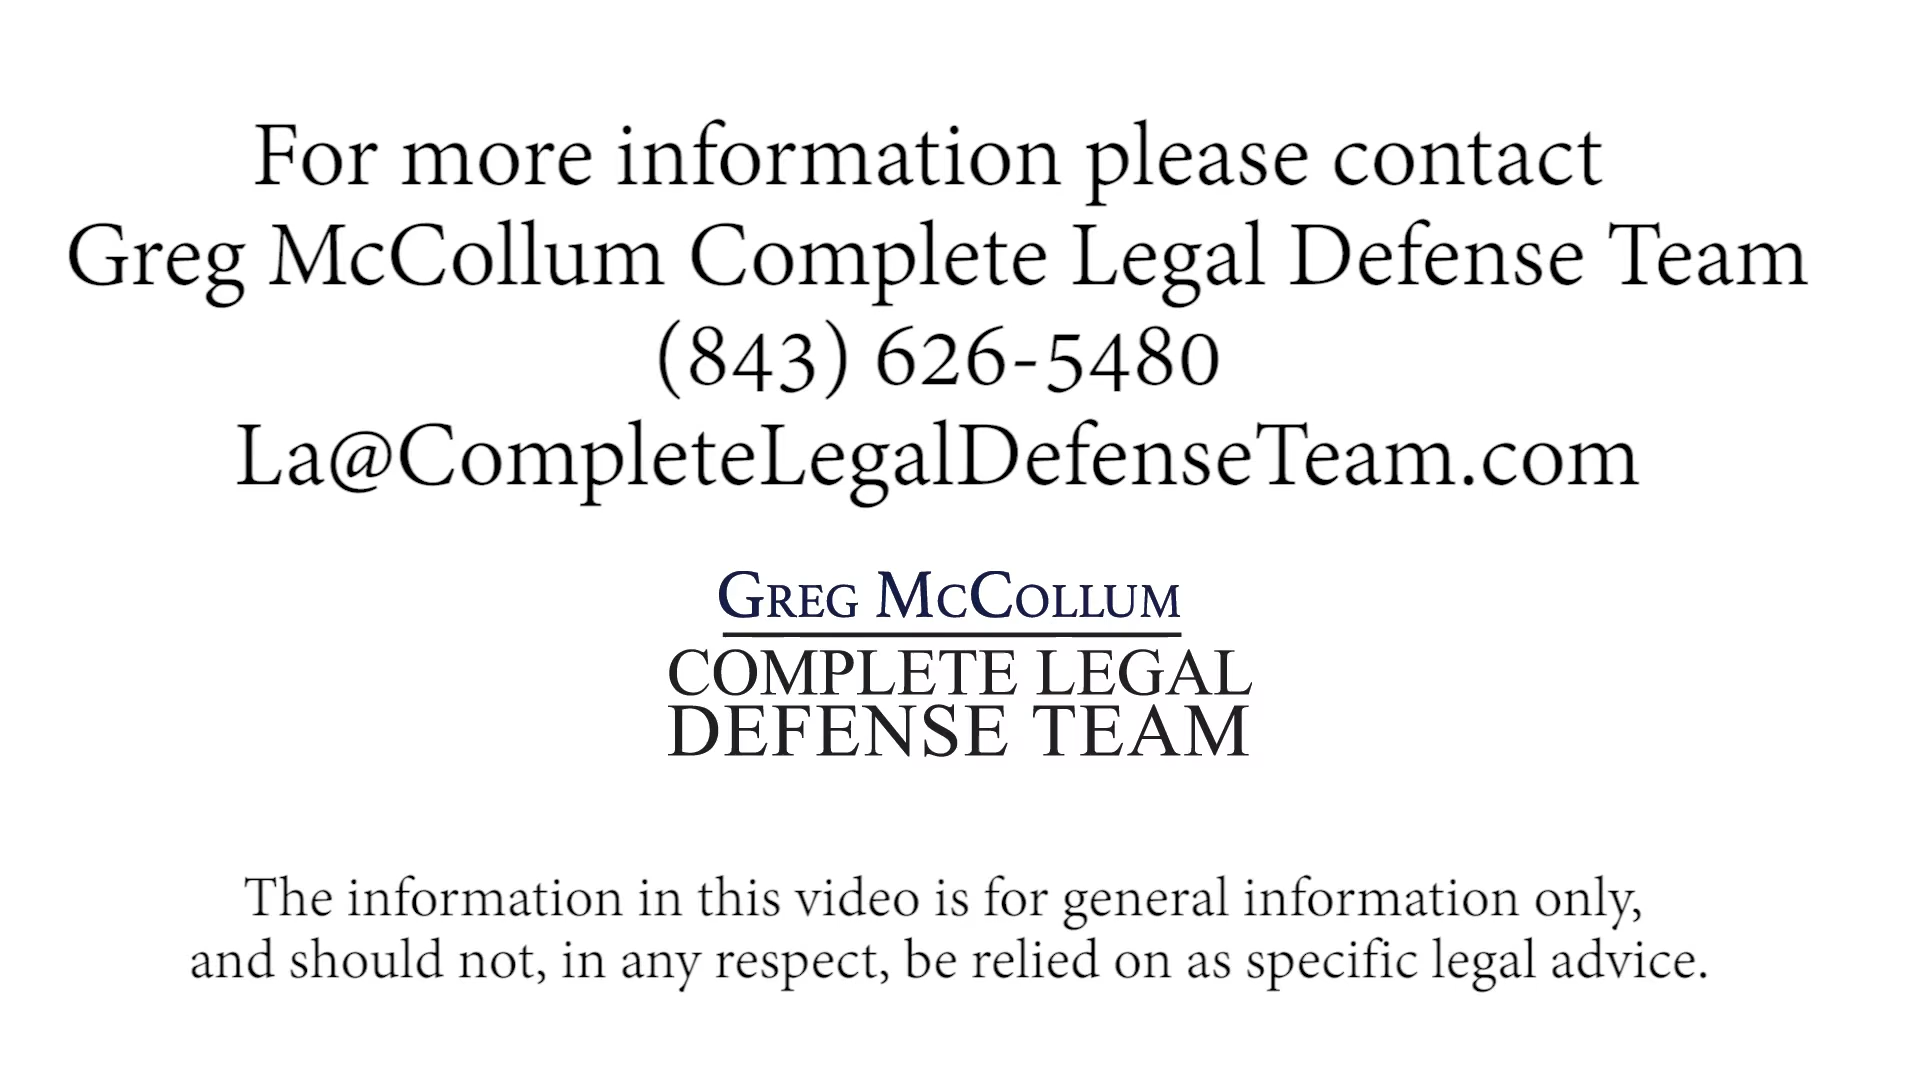 For more information please contact
Greg McCollum Complete Legal Defense Team
(843) 626-5480
La@CompleteLegalDefenseTeam.com
GREG MCCOLLUM
COMPLETE LEGAL
DEFENSE TEAM
The information in this video is for general information only,
and should not, in any respect, be relied on as specific legal advice.